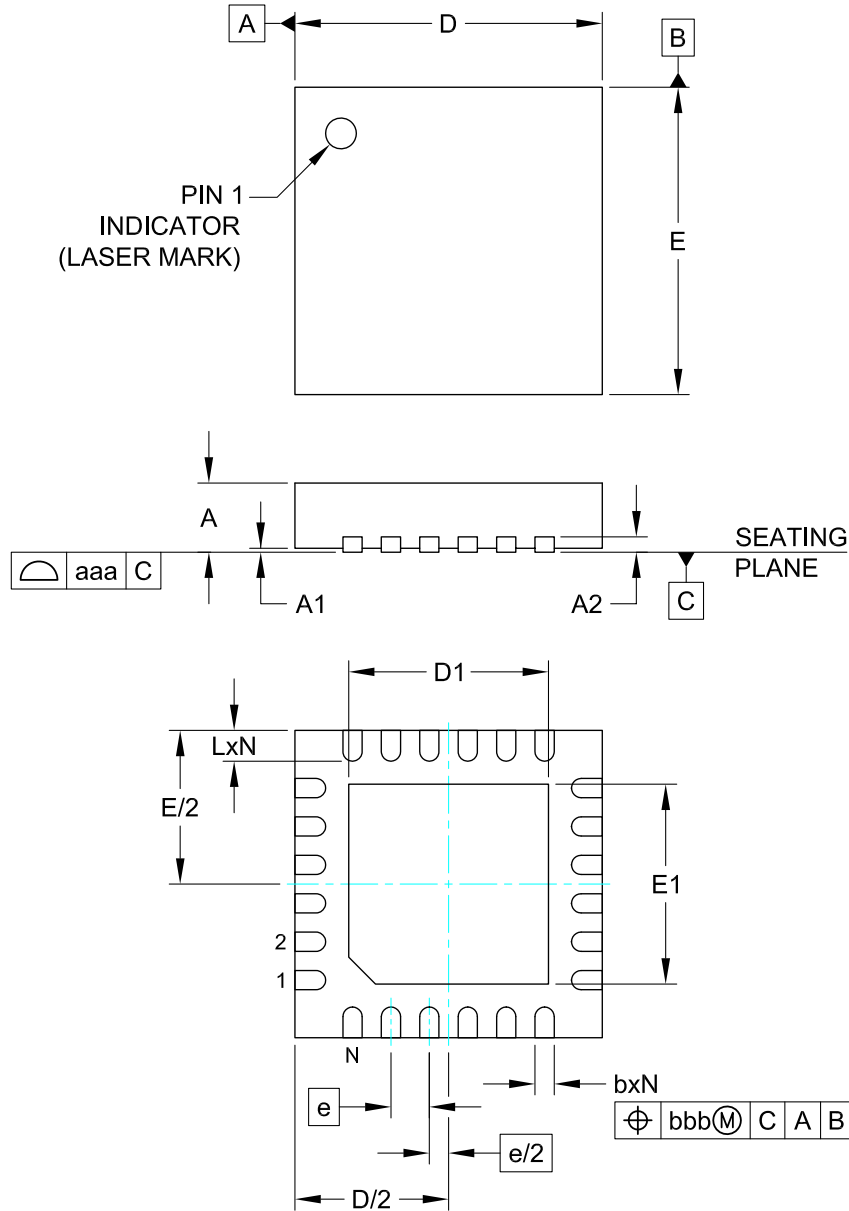 A
D
B
PIN 1
INDICATOR
(LASER MARK)
E
A
SEATING
PLANE
aaa C
A1
A2
C
D1
LxN
E/2
E1
2
1
N
bxN
e
bbbⓂ C A B
e/2
D/2